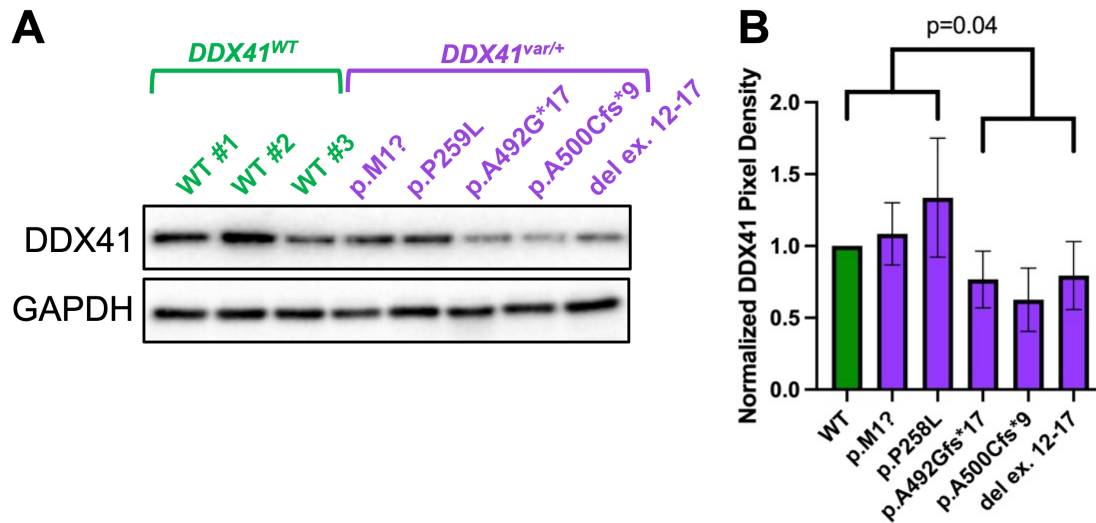 A
DDX41WT
DDX41var/+
WT #1
WT #2
WT #3
p.M1?
p.P259L
p.A492G*17
p.A500Cfs*9
del ex. 12-17
DDX41
GAPDH
B
p=0.04
Normalized DDX41 Pixel Density
2.0
1.5
1.0
0.5
0.0
WT
p.M1?
p.P258L
p.A492Gfs*17
p.A500Cfs*9
del ex. 12-17